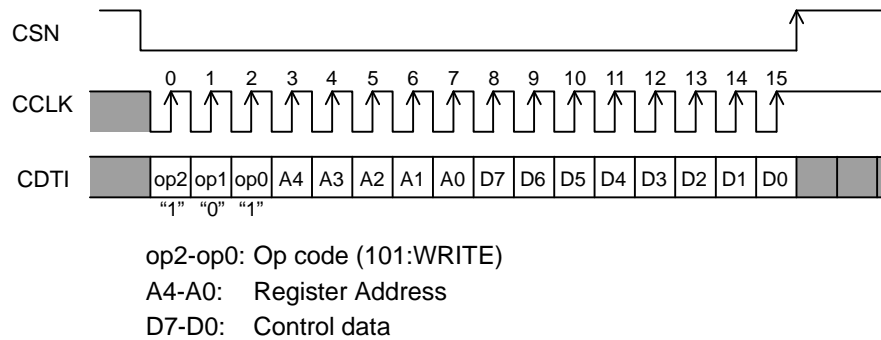 CSN
0 1 2 3 4 5 6 7 8 9 10 11 12 13 14 15
CCLK
CDTI op2 op1 op0 A4 A3 A2 A1 A0 D7 D6 D5 D4 D3 D2 D1 D0
“1” “0” “1”
op2-op0: Op code (101:WRITE)
A4-A0: Register Address
D7-D0: Control data